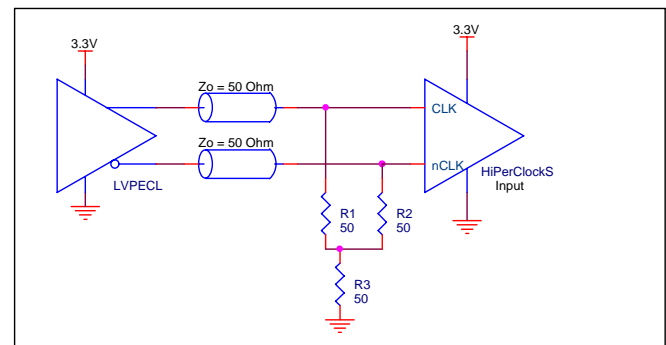 3.3V
3.3V
Zo = 50 Ohm
CLK
Zo = 50 Ohm
nCLK
HiPerClockS
Input
LVPECL
R1
50
R2
50
R3
50